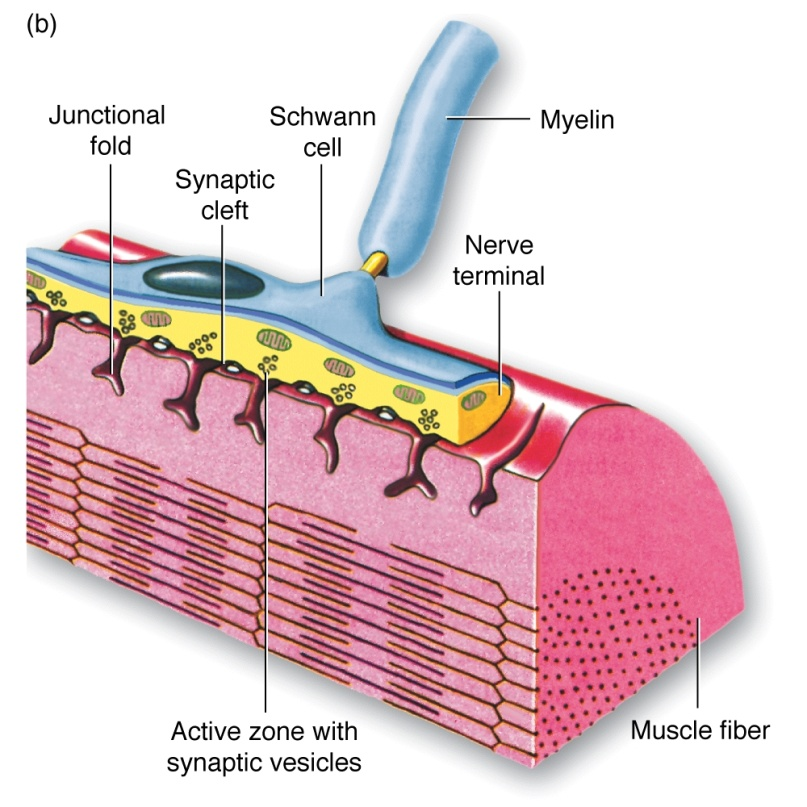 (b)
Junctional
fold
Schwann
cell
Myelin
Synaptic
cleft
Nerve
terminal
Active zone with
synaptic vesicles
Muscle fiber